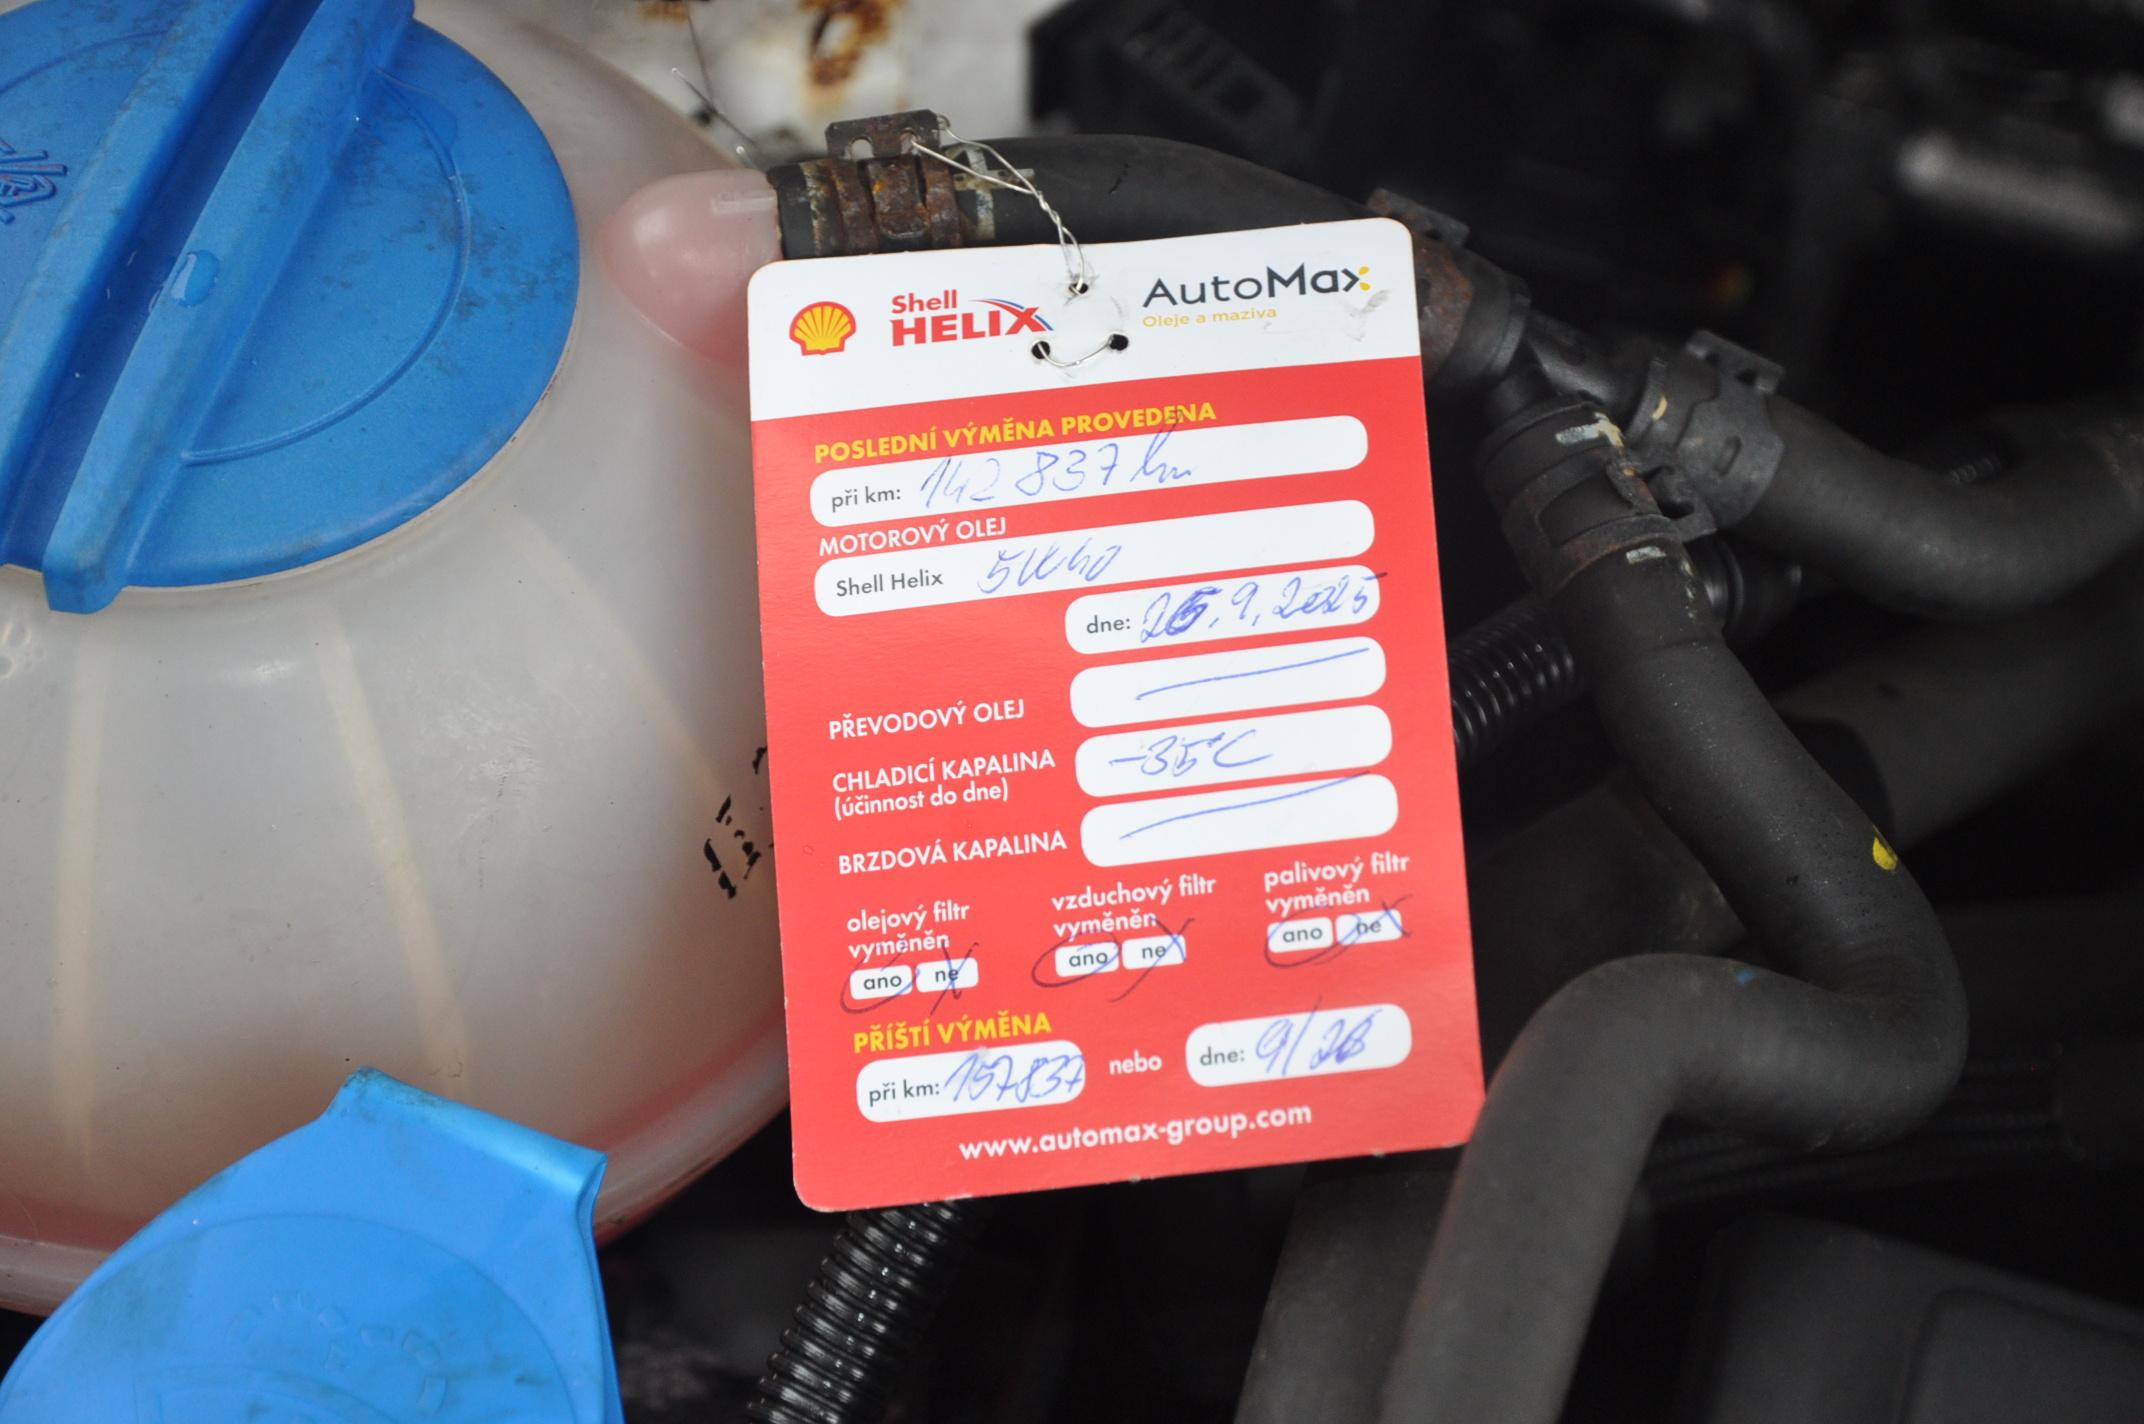 Shell
HELIX
AutoMax
Oleje a maziva
POSLEDNÍ VÝMĚNA PROVEDENA
při km: 142 837 km
MOTOROVÝ OLEJ
Shell Helix 5W40
dne: 25.9.2025
PŘEVODOVÝ OLEJ
CHLADICÍ KAPALINA -35°C
(účinnost do dne)
BRZDOVÁ KAPALINA
olejový filtr
vyměněn
ano ne
vzduchový filtr
vyměněn
ano ne
palivový filtr
vyměněn
ano ne
PŘÍŠTÍ VÝMĚNA
při km: 157837 nebo dne: 9/26
www.automax-group.com